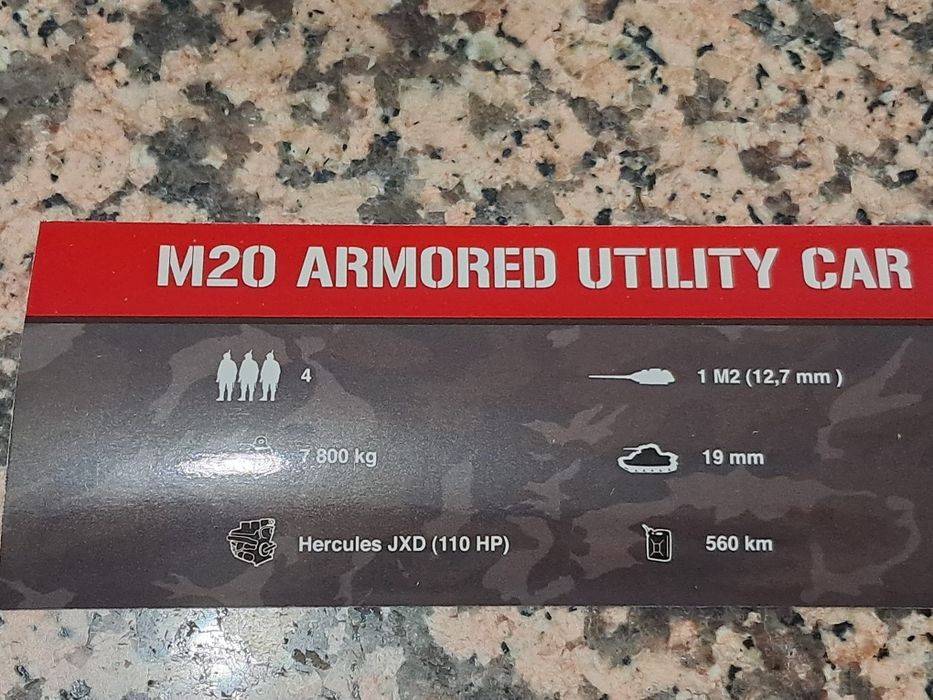 M20 ARMORED UTILITY CAR
4
1 M2 (12,7 mm )
7 800 kg
19 mm
Hercules JXD (110 HP)
560 km